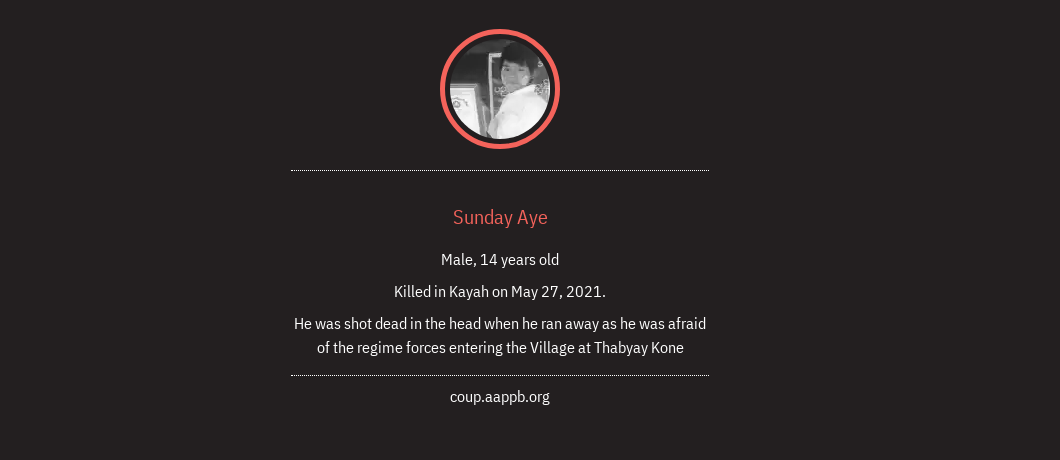 Sunday Aye
Male, 14 years old
Killed in Kayah on May 27, 2021.
He was shot dead in the head when he ran away as he was afraid
of the regime forces entering the Village at Thabyay Kone
coup.aappb.org